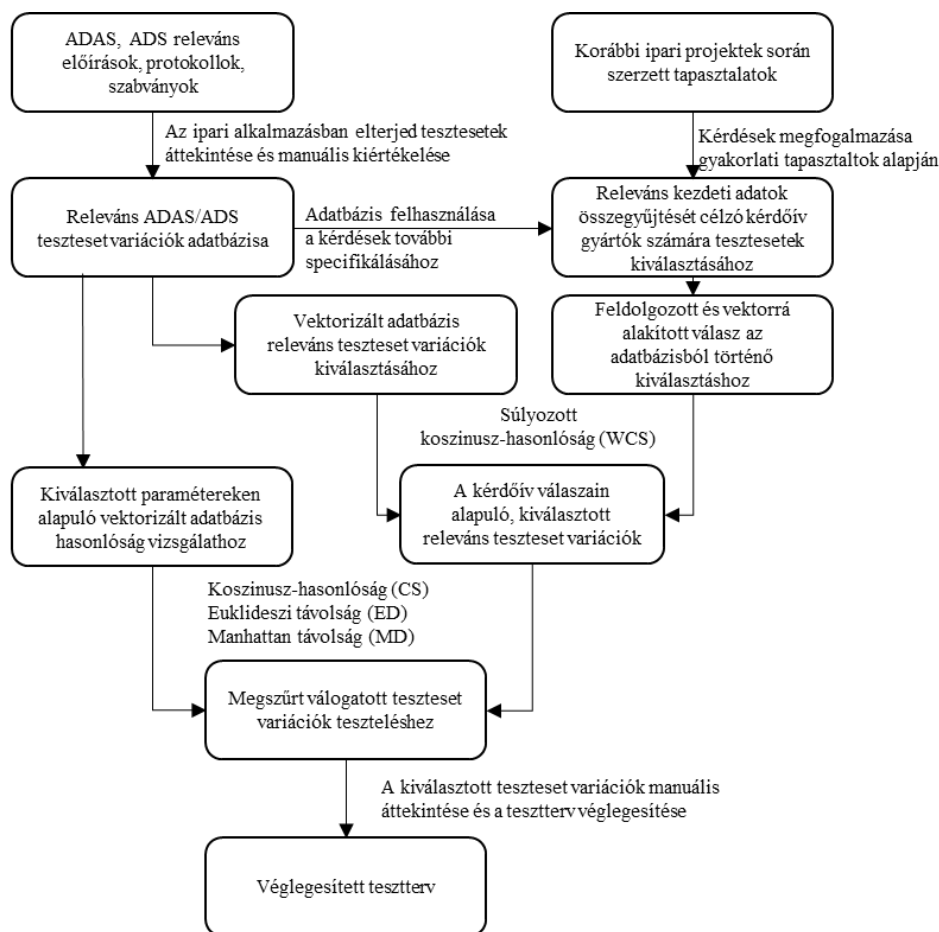 ADAS, ADS releváns
előírások, protokollok,
szabványok
Korábbi ipari projektek során
szerzett tapasztalatok
Az ipari alkalmazásban elterjed tesztesetek
áttekintése és manuális kiértékelése
Kérdések megfogalmazása
gyakorlati tapasztaltok alapján
Releváns ADAS/ADS
teszteset variációk adatbázisa
Adatbázis felhasználása
a kérdések további
specifikálásához
Releváns kezdeti adatok
összegyűjtését célzó kérdőív
gyártók számára tesztesetek
kiválasztásához
Vektorizált adatbázis
releváns teszteset variációk
kiválasztásához
Feldolgozott és vektorrá
alakított válasz az
adatbázisból történő
kiválasztáshoz
Súlyozott
koszinusz-hasonlóság (WCS)
Kiválasztott paramétereken
alapuló vektorizált adatbázis
hasonlóság vizsgálathoz
A kérdőív válaszain
alapuló, kiválasztott
releváns teszteset variációk
Koszinusz-hasonlóság (CS)
Euklideszi távolság (ED)
Manhattan távolság (MD)
Megszűrt válogatott teszteset
variációk teszteléshez
A kiválasztott teszteset variációk manuális
áttekintése és a tesztterv véglegesítése
Véglegesített tesztterv